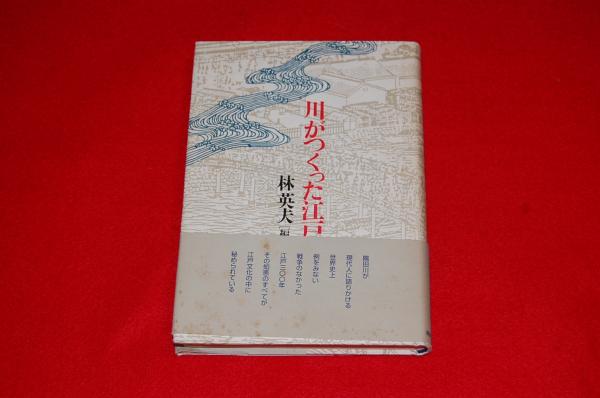 川がつくった江戸
林英夫 編
隅田川が
現代人に語りかける
世界史上
例をみない
戦争のなかった
江戸三〇〇年
その知恵のすべてが
江戸文化の中に
秘められている